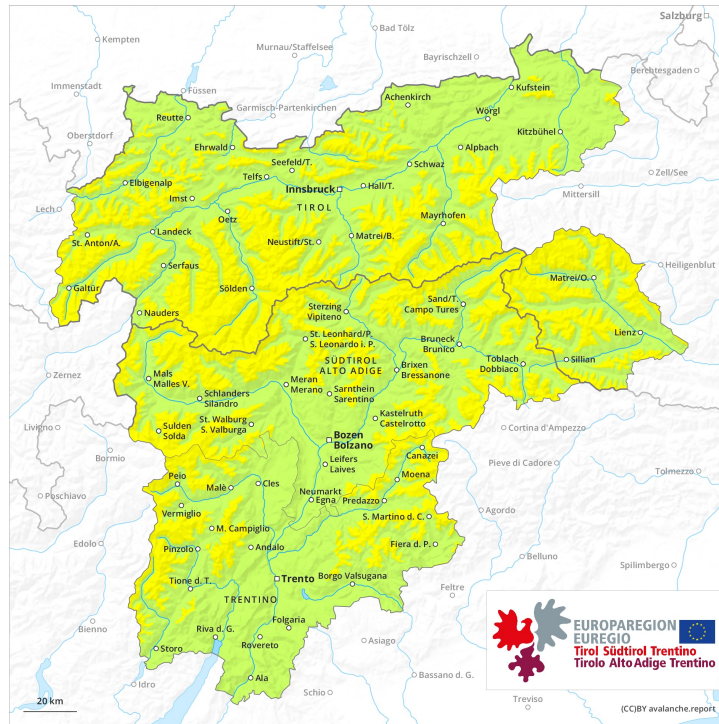 Salzburg
Kempten
Bad Tölz
Murnau/Staffelsee
Bayrischzell
Berchtesgaden
Immenstadt
Füssen
Garmisch-Partenkirchen
Achenkirch
Kufstein
Reutte
Wörgl
Oberstdorf
Ehrwald
Kitzbühel
Alpbach
Seefeld/T.
Schwaz
Telfs
Zell/See
Elbigenalp
Innsbruck
Hall/T.
Mittersill
Imst
TIROL
Lech
Oetz
Mayrhofen
Landeck
St. Anton/A.
Neustift/St.
Matrei/B.
Serfaus
Heiligenblut
Galtür
Sölden
Matrei/O.
Nauders
Sand/T.
Campo Tures
Sterzing
Vipiteno
Lienz
St. Leonhard/P.
S. Leonardo i. P.
Bruneck
Brunico
SÜDTIROL
ALTO ADIGE
Toblach
Dobbiaco
Sillian
Zernez
Mals
Malles V.
Meran
Merano
Brixen
Bressanone
Schlanders
Silandro
Sarnthein
Sarentino
St. Walburg
S. Valburga
Kastelruth
Castelrotto
Livigno
Sulden
Solda
Cortina d'Ampezzo
Bozen
Bolzano
Bormio
Canazei
Leifers
Laives
Pieve di Cadore
Tolmezzo
Peio
Malè
Cles
Moena
Poschiavo
Neumarkt
Egna
Predazzo
Vermiglio
Agordo
S. Martino d. C.
M. Campiglio
Edolo
Pinzolo
Andalo
Fiera d. P.
Belluno
Spilimbergo
Trento
Tione d. T.
Borgo Valsugana
Feltre
TRENTINO
Bienno
Folgaria
Riva d. G.
Rovereto
Asiago
Storo
Ala
Bassano d. G.
Idro
Schio
Treviso
EUROPAREGION
EUREGIO
Tirol Südtirol Trentino
Tirolo Alto Adige Trentino
20 km
(CC)BY avalanche.report